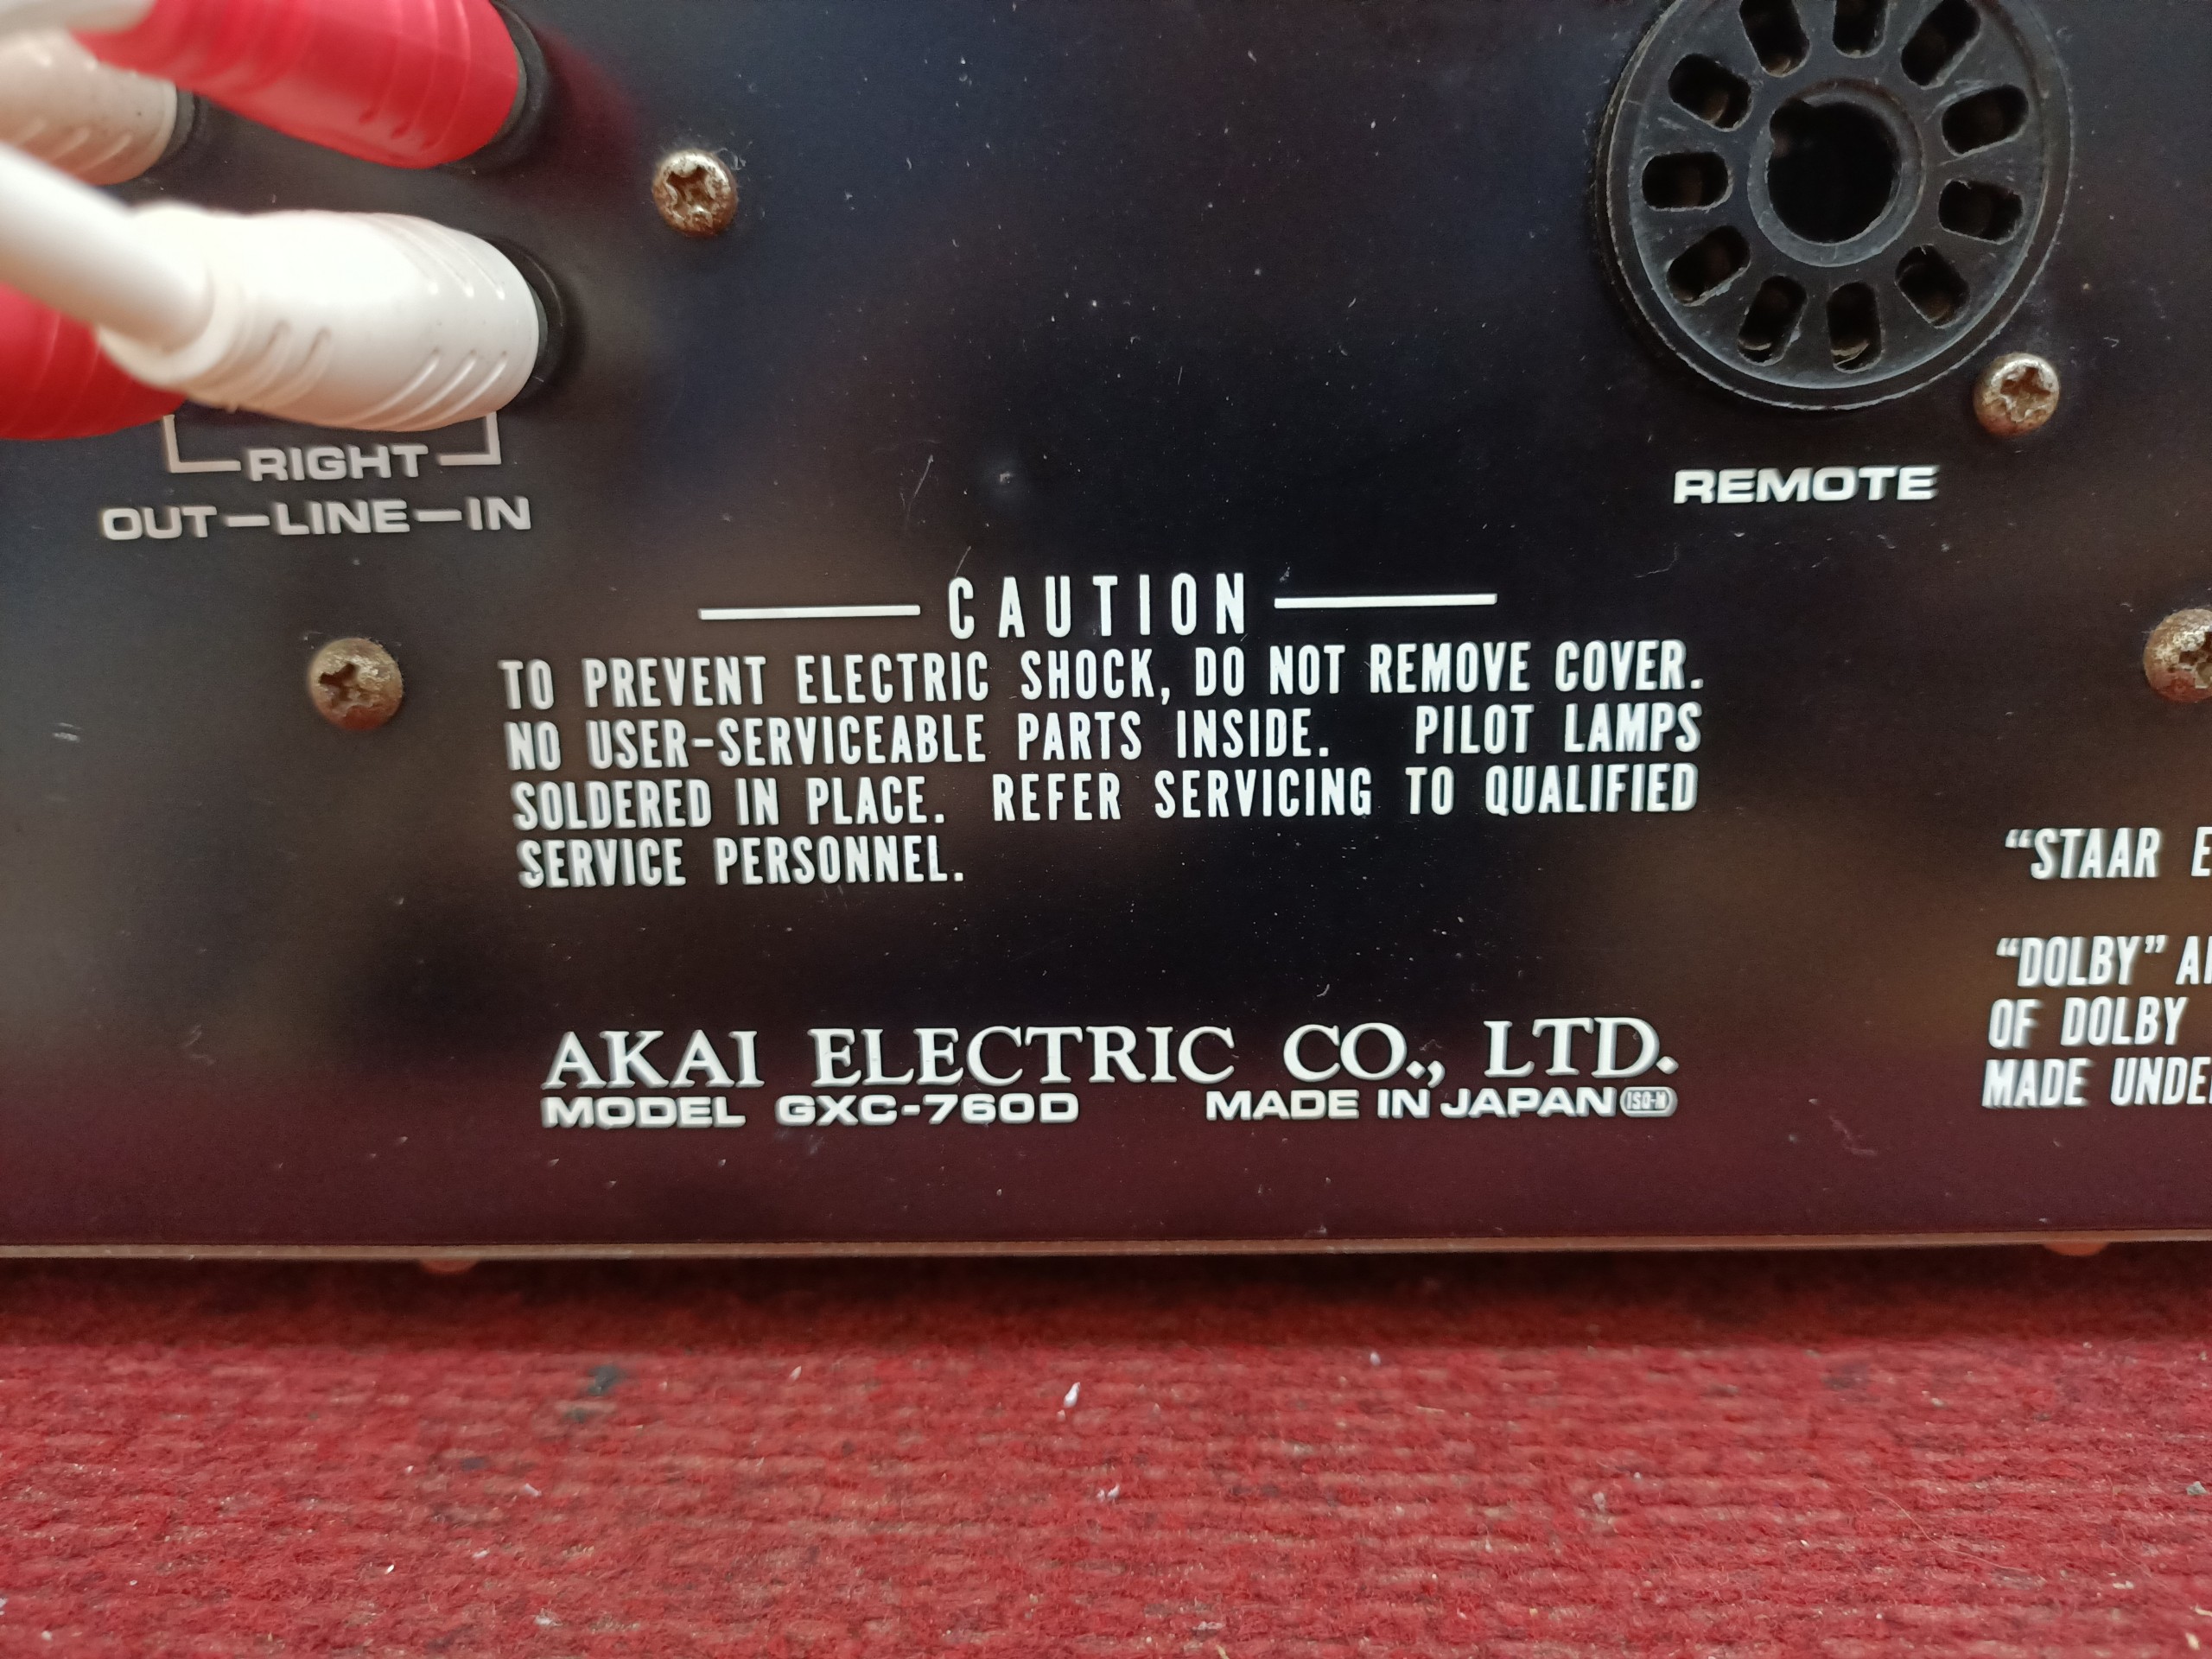 RIGHT
OUT—LINE—IN
REMOTE
CAUTION
TO PREVENT ELECTRIC SHOCK, DO NOT REMOVE COVER.
NO USER-SERVICEABLE PARTS INSIDE. PILOT LAMPS
SOLDERED IN PLACE. REFER SERVICING TO QUALIFIED
SERVICE PERSONNEL.
AKAI ELECTRIC CO., LTD.
MODEL GXC-760D MADE IN JAPAN ISO-M
“STAAR
“DOLBY”
OF DOLBY
MADE